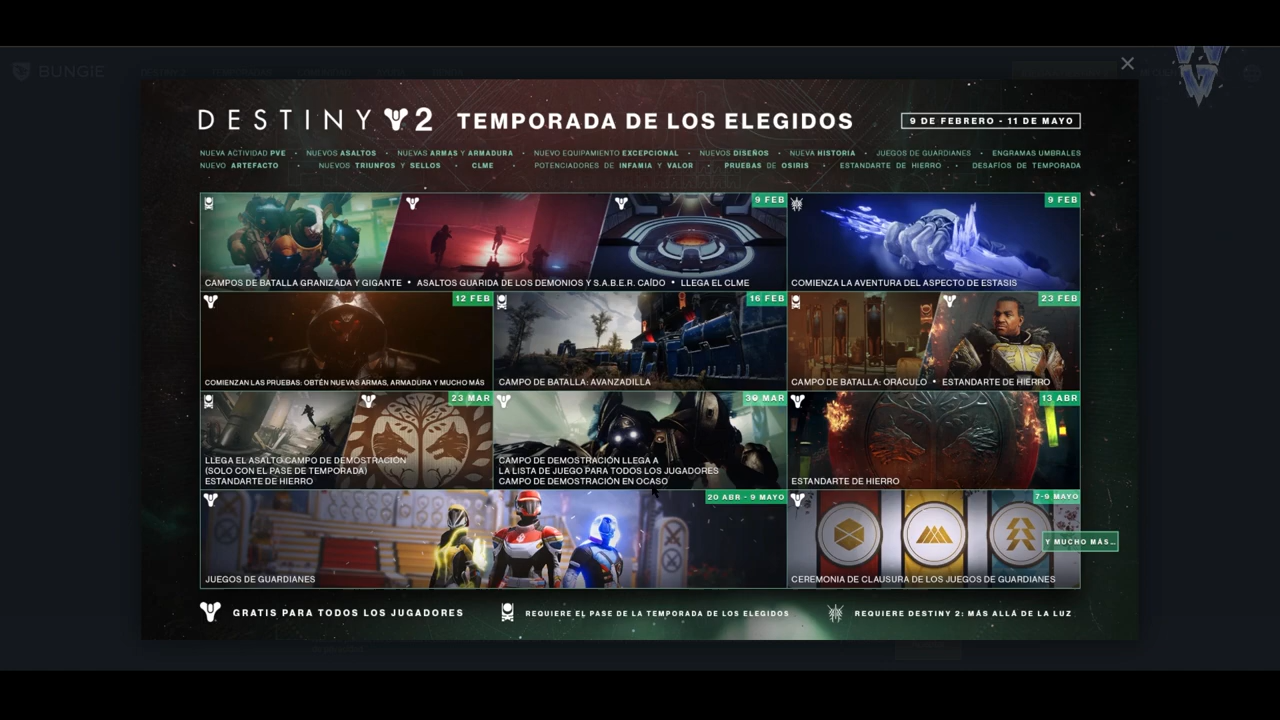 BUNGIE
DESTINY 2 TEMPORADA DE LOS ELEGIDOS
9 DE FEBRERO - 11 DE MAYO
NUEVA ACTIVIDAD PVE • NUEVOS ASALTOS • NUEVAS ARMAS Y ARMADURA • NUEVO EQUIPAMIENTO EXCEPCIONAL • NUEVOS DISEÑOS • NUEVA HISTORIA • JUEGOS DE GUARDIANES • ENGRAMAS UMBRALES
NUEVO ARTEFACTO • NUEVOS TRIUNFOS Y SELLOS • CLME • POTENCIADORES DE INFAMIA Y VALOR • PRUEBAS DE OSIRIS • ESTANDARTE DE HIERRO • DESAFÍOS DE TEMPORADA
9 FEB
CAMPOS DE BATALLA GRANIZADA Y GIGANTE • ASALTOS GUARIDA DE LOS DEMONIOS Y S.A.B.E.R. CAÍDO • LLEGA EL CLME
9 FEB
COMIENZA LA AVENTURA DEL ASPECTO DE ESTASIS
12 FEB
COMIENZAN LAS PRUEBAS: OBTÉN NUEVAS ARMAS, ARMADURA Y MUCHO MÁS
16 FEB
CAMPO DE BATALLA: AVANZADILLA
23 FEB
CAMPO DE BATALLA: ORÁCULO • ESTANDARTE DE HIERRO
23 MAR
LLEGA EL ASALTO CAMPO DE DEMOSTRACIÓN
(SOLO CON EL PASE DE TEMPORADA)
ESTANDARTE DE HIERRO
30 MAR
CAMPO DE DEMOSTRACIÓN LLEGA A
LA LISTA DE JUEGO PARA TODOS LOS JUGADORES
CAMPO DE DEMOSTRACIÓN EN OCASO
13 ABR
ESTANDARTE DE HIERRO
20 ABR - 9 MAYO
JUEGOS DE GUARDIANES
7-9 MAYO
Y MUCHO MÁS...
CEREMONIA DE CLAUSURA DE LOS JUEGOS DE GUARDIANES
GRATIS PARA TODOS LOS JUGADORES
REQUIERE EL PASE DE LA TEMPORADA DE LOS ELEGIDOS
REQUIERE DESTINY 2: MÁS ALLÁ DE LA LUZ